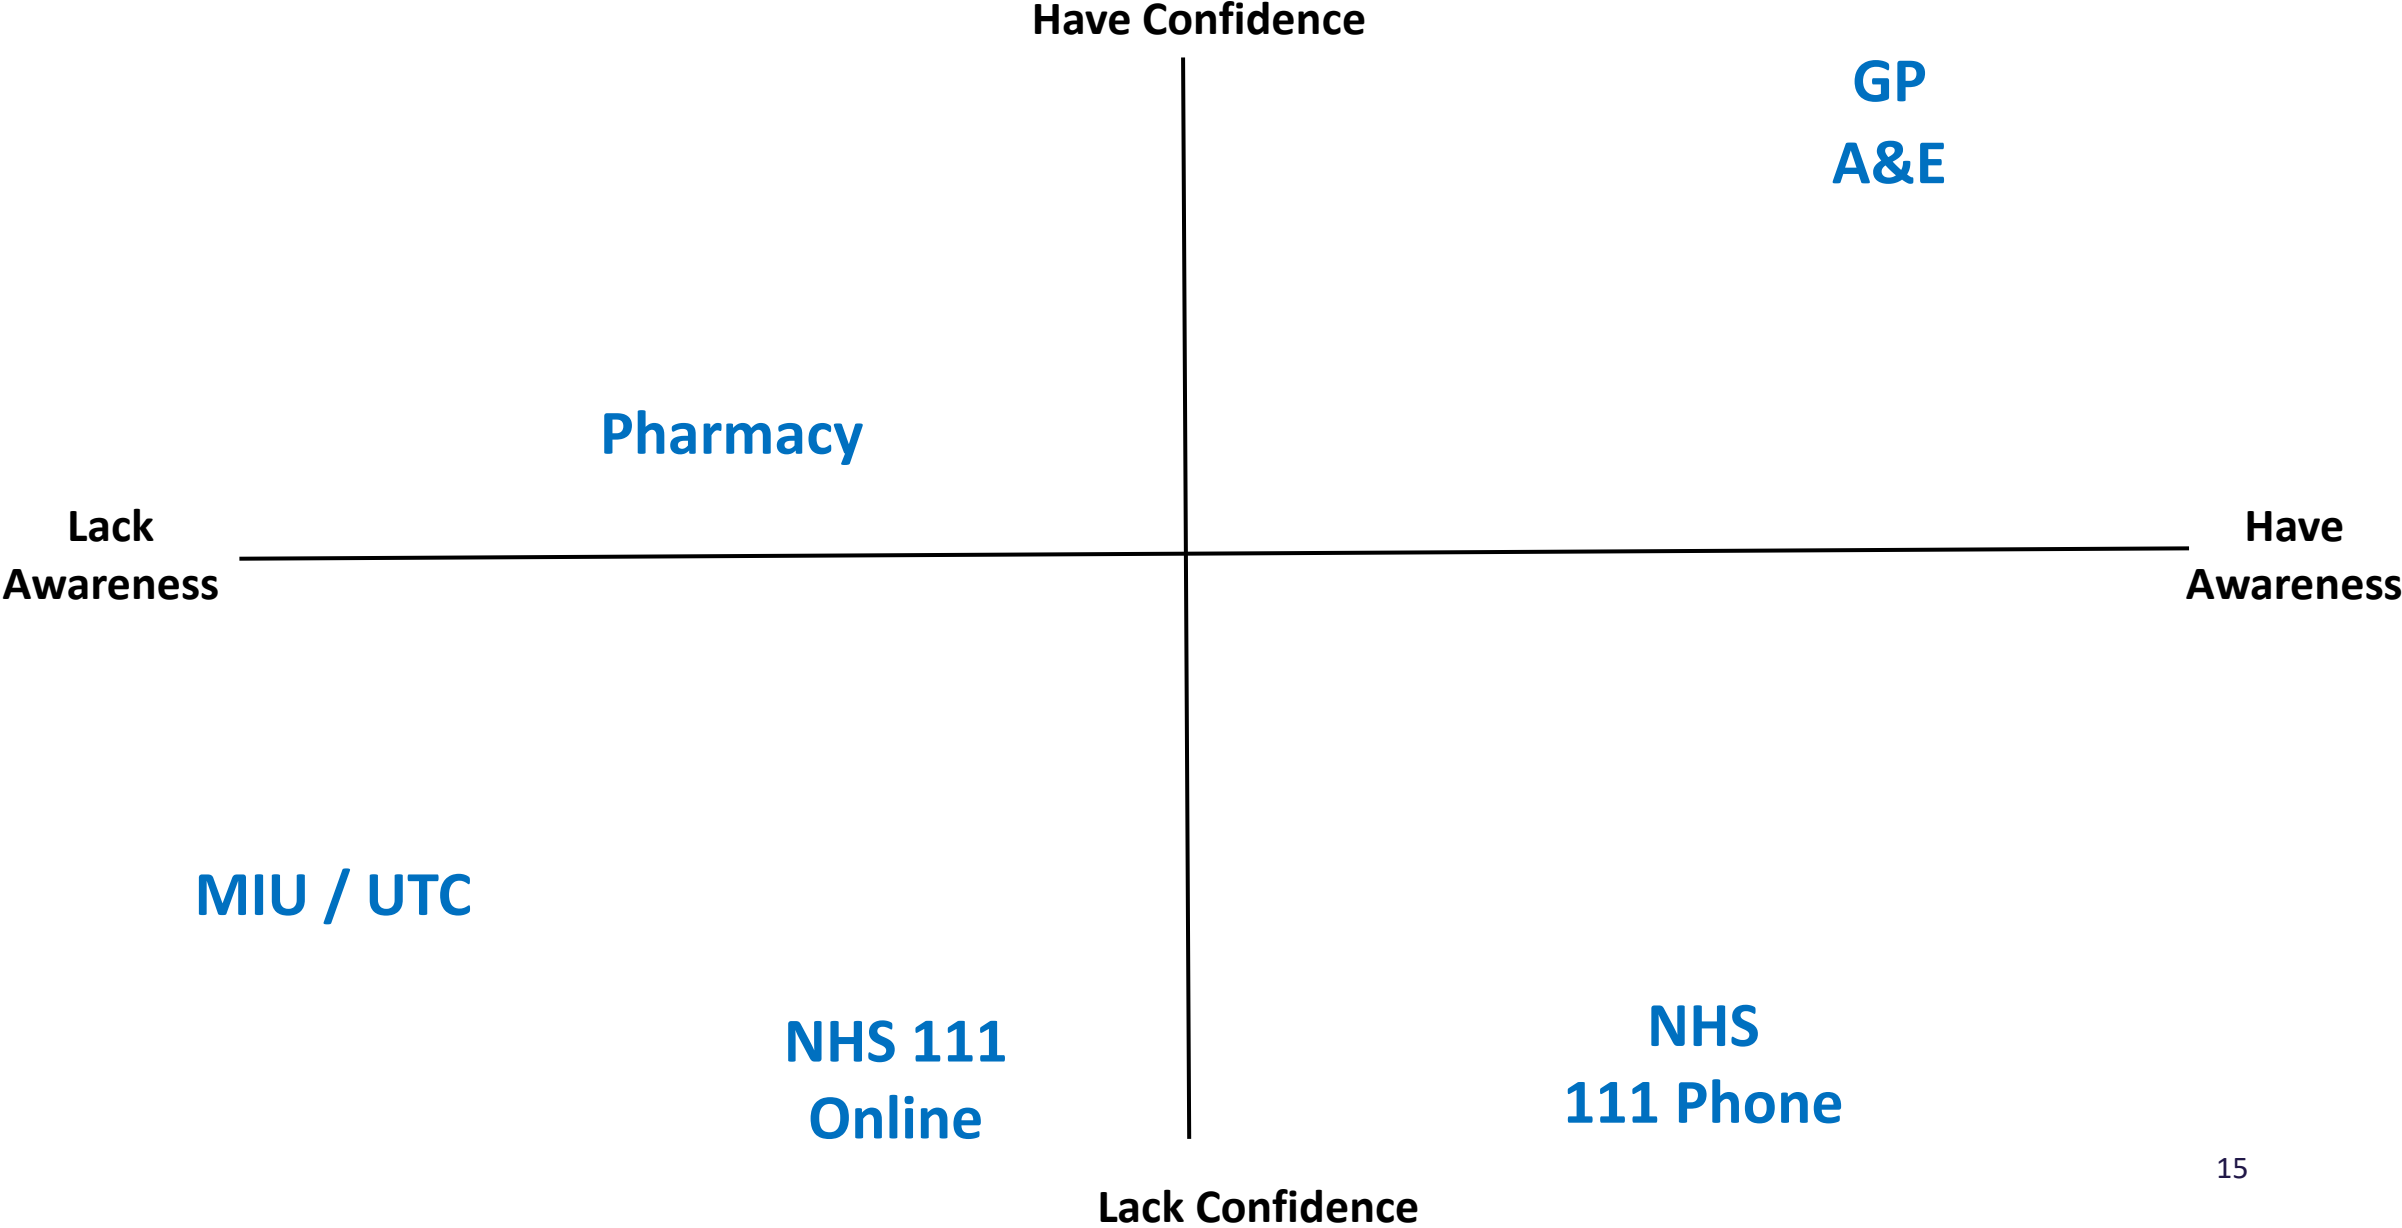 Have Confidence
GP
A&E
Pharmacy
Lack
Awareness
Have
Awareness
MIU / UTC
NHS 111
Online
NHS
111 Phone
15
Lack Confidence